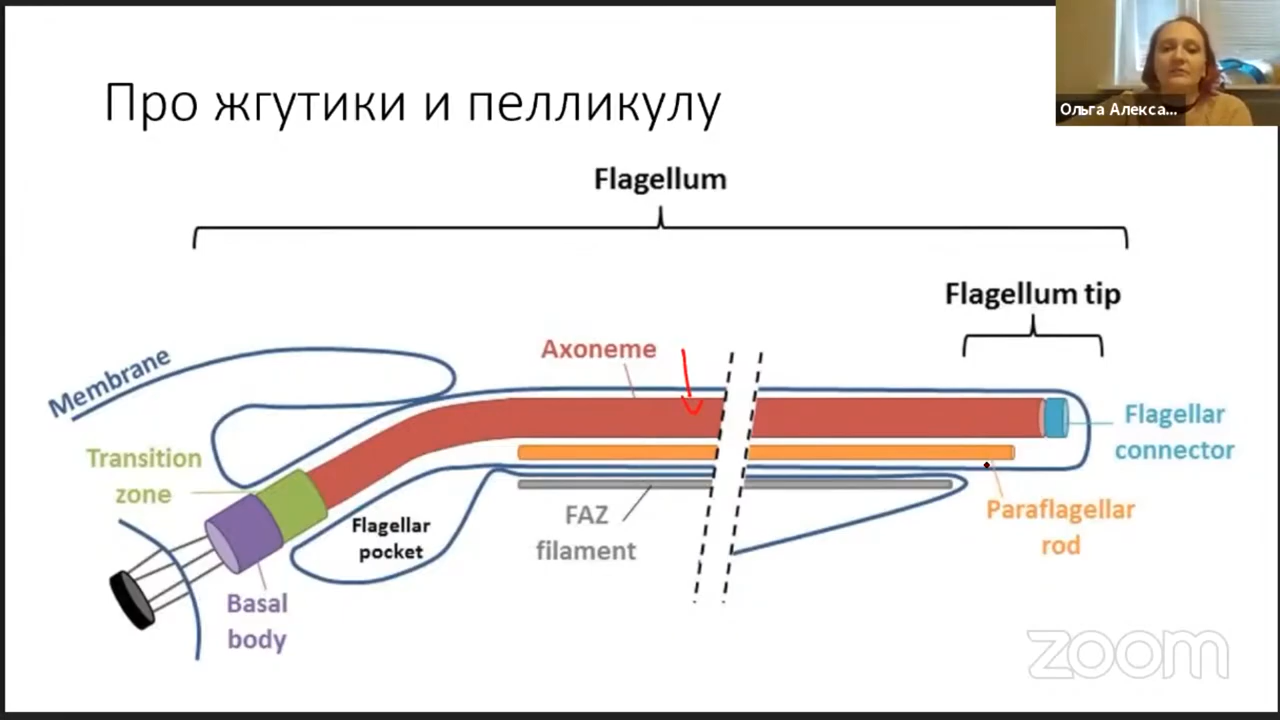 Про жгутики и пелликулу
Ольга Алекса...
Flagellum
Flagellum tip
Membrane
Axoneme
Flagellar
connector
Transition
zone
Flagellar
pocket
FAZ
filament
Paraflagellar
rod
Basal
body
zoom